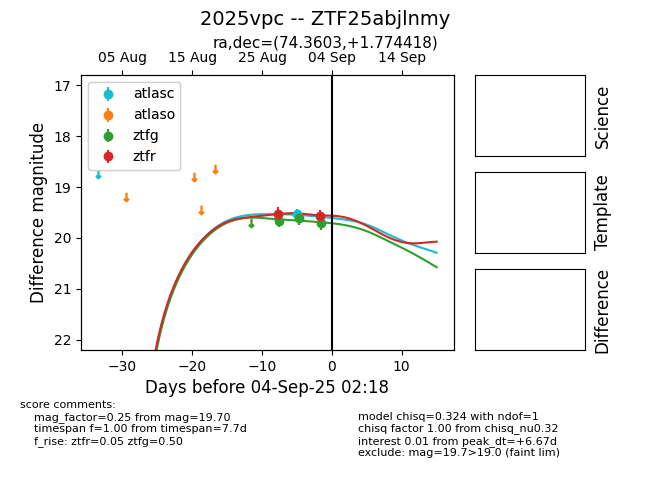 2025vpc -- ZTF25abjlnmy
ra,dec=(74.3603,+1.774418)
05 Aug 15 Aug 25 Aug 04 Sep 14 Sep
atlasc
atlaso
ztfg
ztfr
17
18
19
20
21
22
Difference magnitude
−30 −20 −10 0 10
Days before 04-Sep-25 02:18
Science
Template
Difference
score comments:
mag_factor=0.25 from mag=19.70
timespan f=1.00 from timespan=7.7d
f_rise: ztfr=0.05 ztfg=0.50
model chisq=0.324 with ndof=1
chisq factor 1.00 from chisq_nu0.32
interest 0.01 from peak_dt=+6.67d
exclude: mag=19.7>19.0 (faint lim)